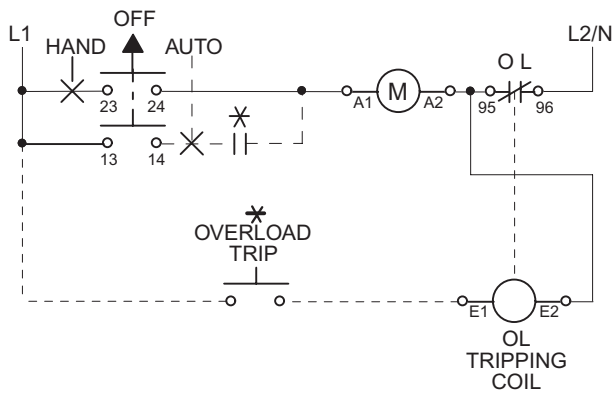 OFF
L1
HAND
AUTO
O L
L2/N
23
24
A1
M
A2
95
96
13
14
OVERLOAD
TRIP
E1
E2
OL
TRIPPING
COIL